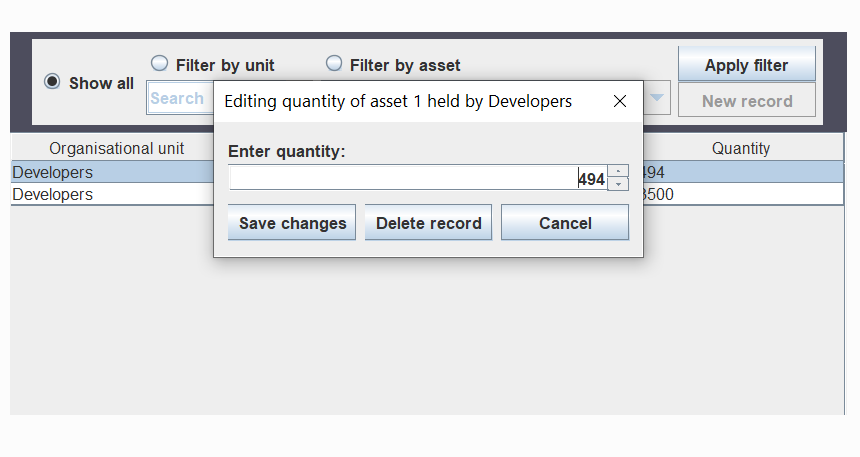 Filter by unit Filter by asset Apply filter
Show all
Search New record
Editing quantity of asset 1 held by Developers
Organisational unit Quantity
Enter quantity:
Developers 494
494
Developers 3500
Save changes Delete record Cancel